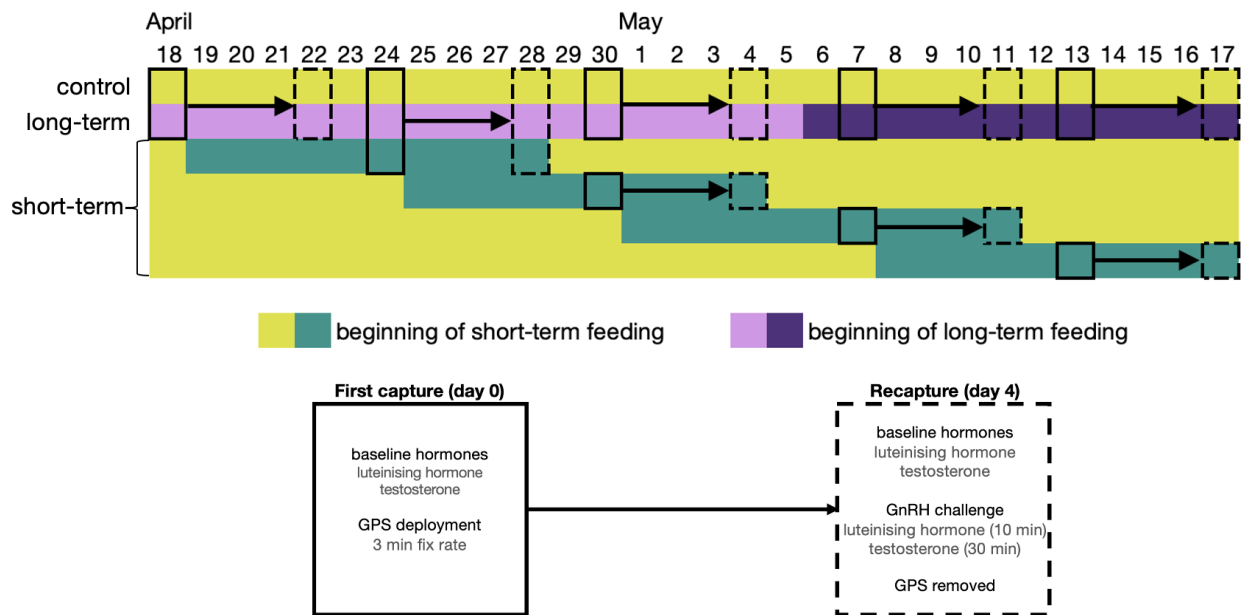 April May
18 19 20 21 22 23 24 25 26 27 28 29 30 1 2 3 4 5 6 7 8 9 10 11 12 13 14 15 16 17
control
long-term
short-term
beginning of short-term feeding beginning of long-term feeding
First capture (day 0)
baseline hormones
luteinising hormone
testosterone
GPS deployment
3 min fix rate
Recapture (day 4)
baseline hormones
luteinising hormone
testosterone
GnRH challenge
luteinising hormone (10 min)
testosterone (30 min)
GPS removed